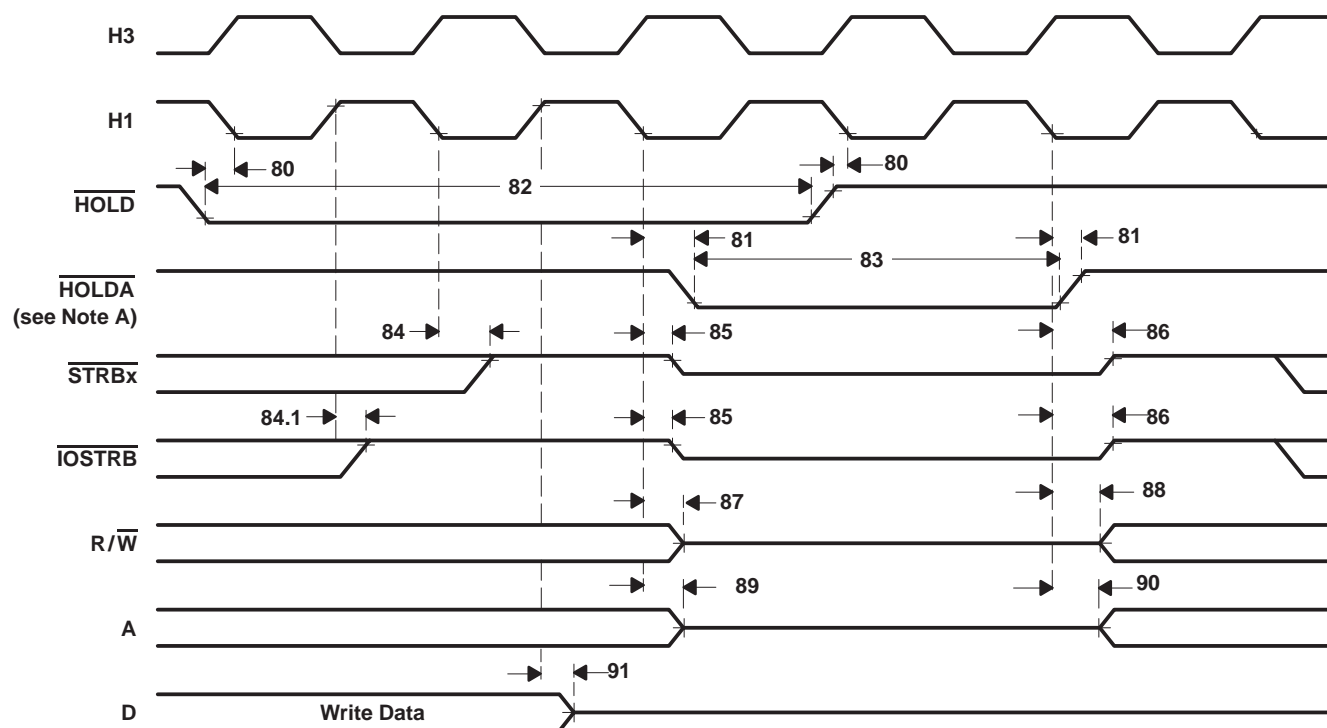 H3
H1
80 80
HOLD 82
81 81
83
HOLDA
(see Note A)
84 85 86
STRBx
84.1 85 86
IOSTRB
87 88
R/W
89 90
A
91
D Write Data